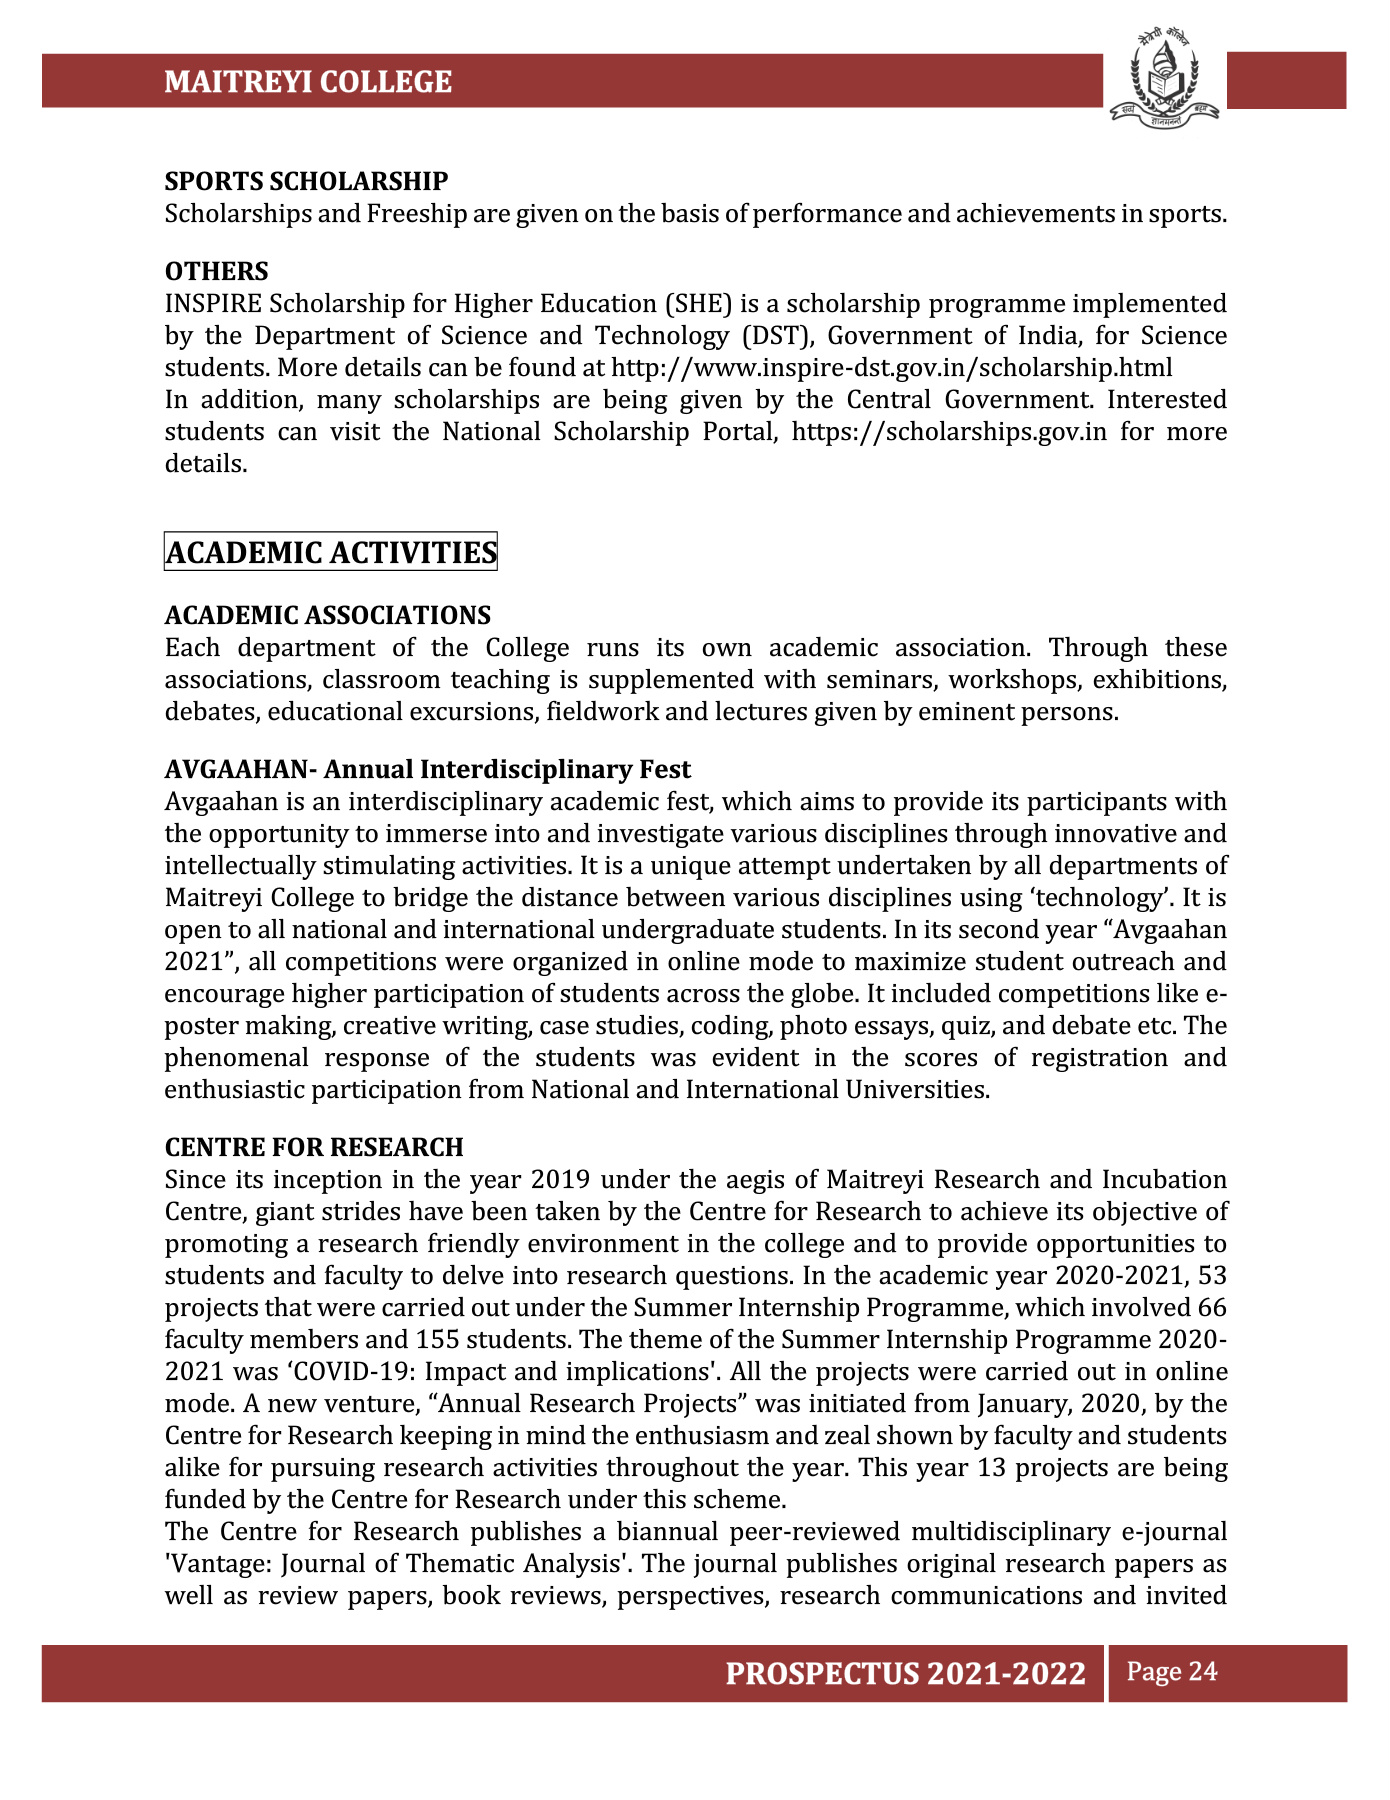 MAITREYI COLLEGE
मैत्रेयी कॉलेज
सत्यं ज्ञानमनन्तं ब्रह्म
SPORTS SCHOLARSHIP
Scholarships and Freeship are given on the basis of performance and achievements in sports.
OTHERS
INSPIRE Scholarship for Higher Education (SHE) is a scholarship programme implemented
by the Department of Science and Technology (DST), Government of India, for Science
students. More details can be found at http://www.inspire-dst.gov.in/scholarship.html
In addition, many scholarships are being given by the Central Government. Interested
students can visit the National Scholarship Portal, https://scholarships.gov.in for more
details.
ACADEMIC ACTIVITIES
ACADEMIC ASSOCIATIONS
Each department of the College runs its own academic association. Through these
associations, classroom teaching is supplemented with seminars, workshops, exhibitions,
debates, educational excursions, fieldwork and lectures given by eminent persons.
AVGAAHAN- Annual Interdisciplinary Fest
Avgaahan is an interdisciplinary academic fest, which aims to provide its participants with
the opportunity to immerse into and investigate various disciplines through innovative and
intellectually stimulating activities. It is a unique attempt undertaken by all departments of
Maitreyi College to bridge the distance between various disciplines using ‘technology’. It is
open to all national and international undergraduate students. In its second year “Avgaahan
2021”, all competitions were organized in online mode to maximize student outreach and
encourage higher participation of students across the globe. It included competitions like e-
poster making, creative writing, case studies, coding, photo essays, quiz, and debate etc. The
phenomenal response of the students was evident in the scores of registration and
enthusiastic participation from National and International Universities.
CENTRE FOR RESEARCH
Since its inception in the year 2019 under the aegis of Maitreyi Research and Incubation
Centre, giant strides have been taken by the Centre for Research to achieve its objective of
promoting a research friendly environment in the college and to provide opportunities to
students and faculty to delve into research questions. In the academic year 2020-2021, 53
projects that were carried out under the Summer Internship Programme, which involved 66
faculty members and 155 students. The theme of the Summer Internship Programme 2020-
2021 was ‘COVID-19: Impact and implications'. All the projects were carried out in online
mode. A new venture, “Annual Research Projects” was initiated from January, 2020, by the
Centre for Research keeping in mind the enthusiasm and zeal shown by faculty and students
alike for pursuing research activities throughout the year. This year 13 projects are being
funded by the Centre for Research under this scheme.
The Centre for Research publishes a biannual peer-reviewed multidisciplinary e-journal
'Vantage: Journal of Thematic Analysis'. The journal publishes original research papers as
well as review papers, book reviews, perspectives, research communications and invited
PROSPECTUS 2021-2022
Page 24